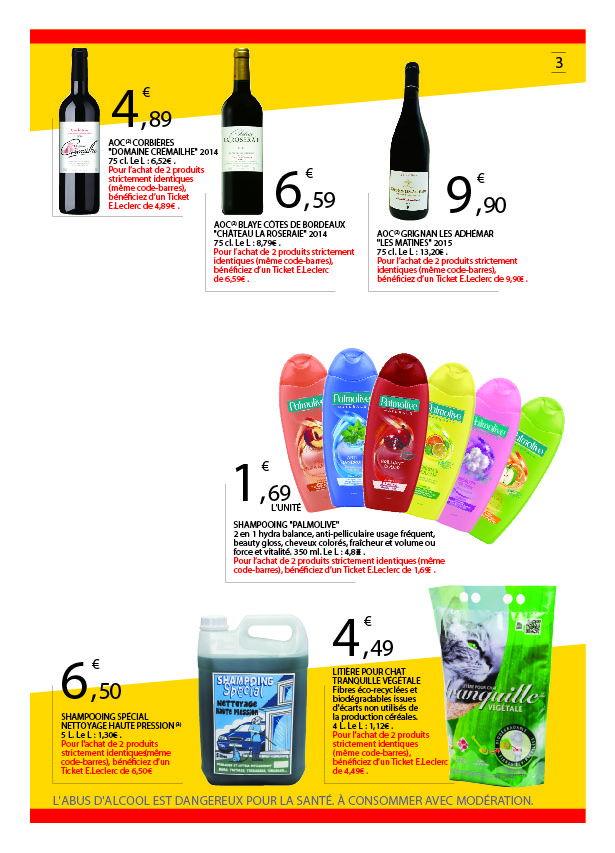 3
4,89€
AOC(2) CORBIÈRES
"DOMAINE CREMAILHE" 2014
75 cl. Le L : 6,52€ .
Pour l'achat de 2 produits
strictement identiques
(même code-barres),
bénéficiez d'un Ticket
E.Leclerc de 4,89€ .
6,59€
AOC(2) BLAYE CÔTES DE BORDEAUX
"CHÂTEAU LA ROSERAIE" 2014
75 cl. Le L : 8,79€ .
Pour l'achat de 2 produits strictement
identiques (même code-barres),
bénéficiez d'un Ticket E.Leclerc
de 6,59€ .
9,90€
AOC(2) GRIGNAN LES ADHÉMAR
"LES MATINES" 2015
75 cl. Le L : 13,20€ .
Pour l'achat de 2 produits strictement
identiques (même code-barres),
bénéficiez d'un Ticket E.Leclerc de 9,90€ .
Palmolive
Palmolive
Palmolive
Palmolive
Palmolive
Palmolive
1,69€
L'UNITÉ
SHAMPOOING "PALMOLIVE"
2 en 1 hydra balance, anti-pelliculaire usage fréquent,
beauty gloss, cheveux colorés, fraîcheur et volume ou
force et vitalité. 350 ml. Le L : 4,83€ .
Pour l'achat de 2 produits strictement identiques (même
code-barres), bénéficiez d'un Ticket E.Leclerc de 1,69€ .
6,50€
SHAMPOOING SPÉCIAL
NETTOYAGE HAUTE PRESSION
5 L. Le L : 1,30€ .
Pour l'achat de 2 produits
strictement identiques(même
code-barres), bénéficiez d'un
Ticket E.Leclerc de 6,50€
SHAMPOING
Spécial
Nettoyage
HAUTE PRESSION
4,49€
LITIÈRE POUR CHAT
TRANQUILLE VÉGÉTALE
Fibres éco-recyclées et
biodégradables issues
d'écarts non utilisés de
la production céréales.
4 L. Le L : 1,12€ .
Pour l'achat de 2 produits
strictement identiques
(même code-barres),
bénéficiez d'un Ticket E.Leclerc
de 4,49€ .
LITIÈRE POUR CHAT
tranquille
VÉGÉTALE
L'ABUS D'ALCOOL EST DANGEREUX POUR LA SANTÉ. À CONSOMMER AVEC MODÉRATION.